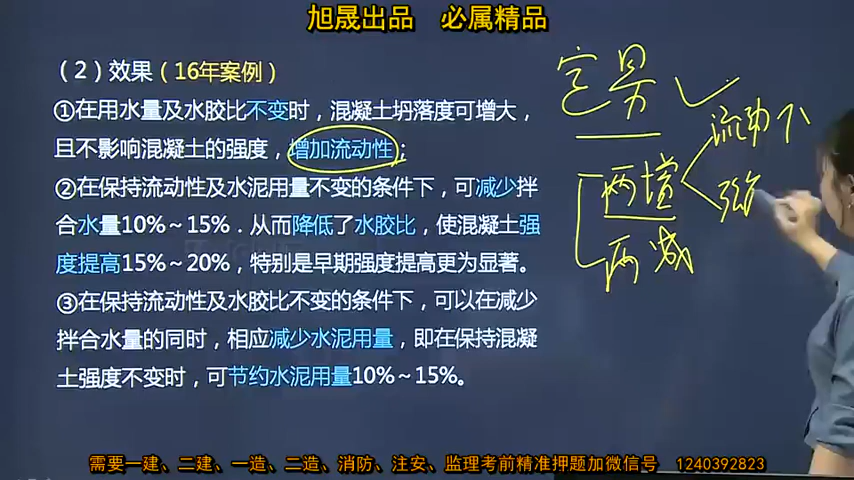 旭晟出品　必属精品
（2）效果（16年案例）
①在用水量及水胶比不变时，混凝土坍落度可增大，
且不影响混凝土的强度，增加流动性；
②在保持流动性及水泥用量不变的条件下，可减少拌
合水量10%～15%．从而降低了水胶比，使混凝土强
度提高15%～20%，特别是早期强度提高更为显著。
③在保持流动性及水胶比不变的条件下，可以在减少
拌合水量的同时，相应减少水泥用量，即在保持混凝
土强度不变时，可节约水泥用量10%～15%。
流动
两增
强
两减
需要一建、二建、一造、二造、消防、注安、监理考前精准押题加微信号　1240392823